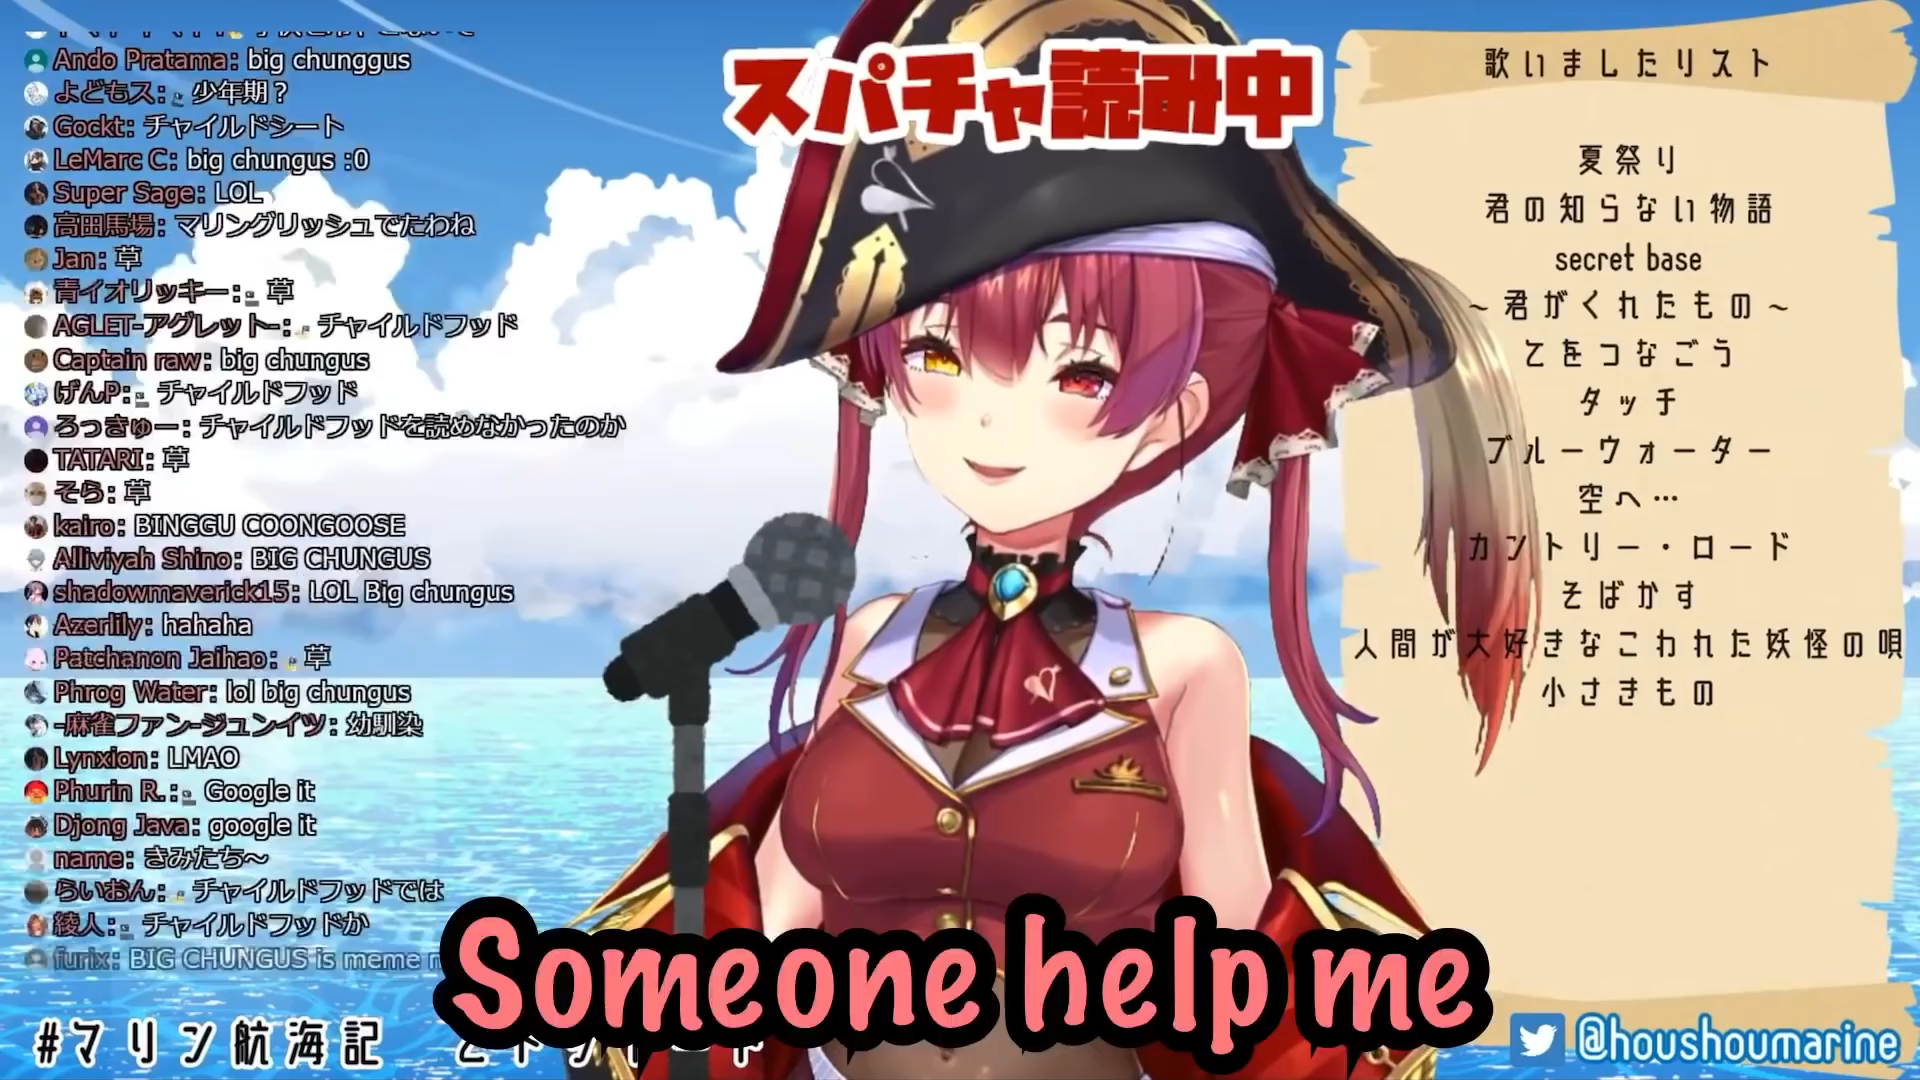 Ando Pratama: big chunggus
よどもス: 少年期？
Gockt: チャイルドシート
LeMarc C: big chungus :0
Super Sage: LOL
高田馬場: マリングリッシュでたわね
Jan: 草
青イオリッキー: 草
AGLET-アグレット-: チャイルドフッド
Captain raw: big chungus
げんP: チャイルドフッド
ろっきゅー: チャイルドフッドを読めなかったのか
TATARI: 草
そら: 草
kairo: BINGGU COONGOOSE
Alliviyah Shino: BIG CHUNGUS
shadowmaverick15: LOL Big chungus
Azerlily: hahaha
Patchanon Jaihao: 草
Phrog Water: lol big chungus
-麻雀ファン-ジュンイツ: 幼馴染
Lynxion: LMAO
Phurin R.: Google it
Djong Java: google it
name: きみたち～
らいおん: チャイルドフッドでは
綾人: チャイルドフッドか
furix: BIG CHUNGUS is meme
#マリン航海記
スパチャ読み中
歌いましたリスト
夏祭り
君の知らない物語
secret base
~君がくれたもの~
てをつなごう
タッチ
ブルーウォーター
空へ…
カントリー・ロード
そばかす
人間が大好きなこわれた妖怪の唄
小さきもの
Someone help me
@houshoumarine